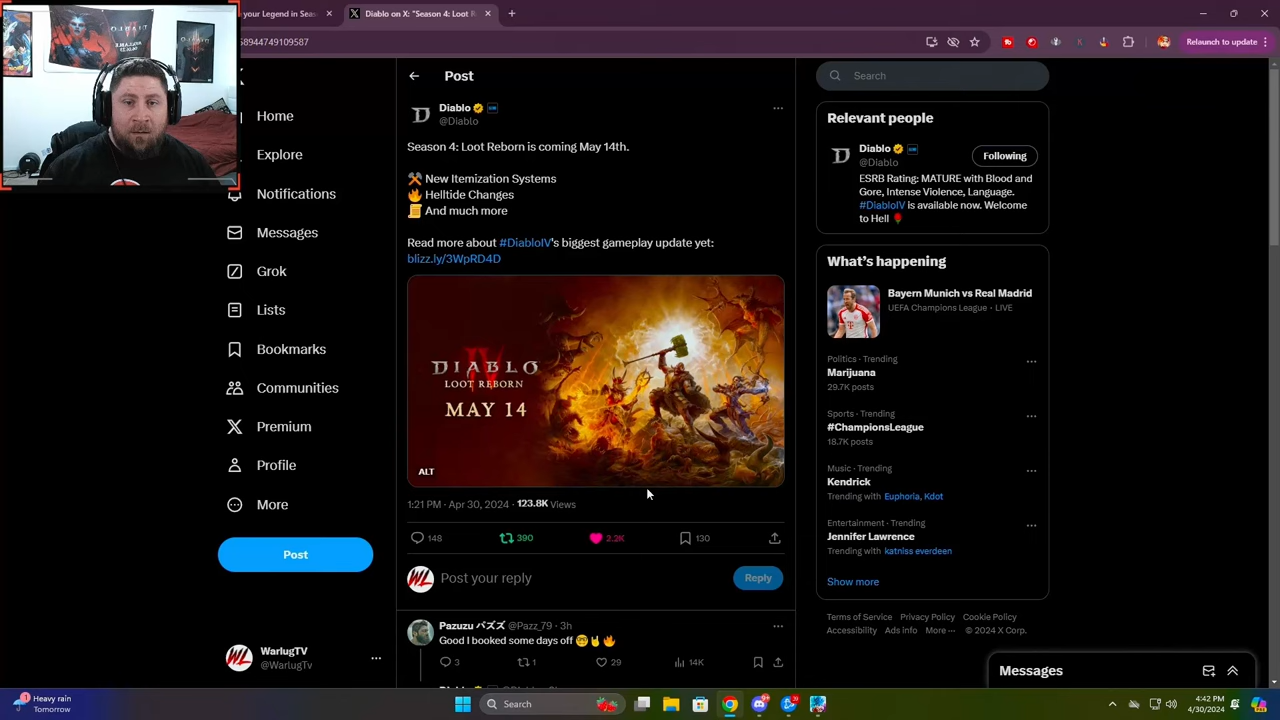 your Legend in Seas
Diablo on X: "Season 4: Loot R
58944749109587
Relaunch to update
Home
Explore
Notifications
Messages
Grok
Lists
Bookmarks
Communities
Premium
Profile
More
Post
WarlugTV
@WarlugTv
Post
Diablo
@Diablo
Season 4: Loot Reborn is coming May 14th.
New Itemization Systems
Helltide Changes
And much more
Read more about #DiabloIV's biggest gameplay update yet:
blizz.ly/3WpRD4D
DIABLO
IV
LOOT REBORN
MAY 14
ALT
1:21 PM · Apr 30, 2024 · 123.8K Views
148 390 2.2K 130
Post your reply
Reply
Pazuzu パズズ @Pazz_79 · 3h
Good I booked some days off
3 1 29 14K
Search
Relevant people
Diablo
@Diablo
Following
ESRB Rating: MATURE with Blood and
Gore, Intense Violence, Language.
#DiabloIV is available now. Welcome
to Hell
What's happening
Bayern Munich vs Real Madrid
UEFA Champions League · LIVE
Politics · Trending
Marijuana
29.7K posts
Sports · Trending
#ChampionsLeague
18.7K posts
Music · Trending
Kendrick
Trending with Euphoria, Kdot
Entertainment · Trending
Jennifer Lawrence
Trending with katniss everdeen
Show more
Terms of Service Privacy Policy Cookie Policy
Accessibility Ads info More ··· © 2024 X Corp.
Messages
Heavy rain
Tomorrow
Search
4:42 PM
4/30/2024